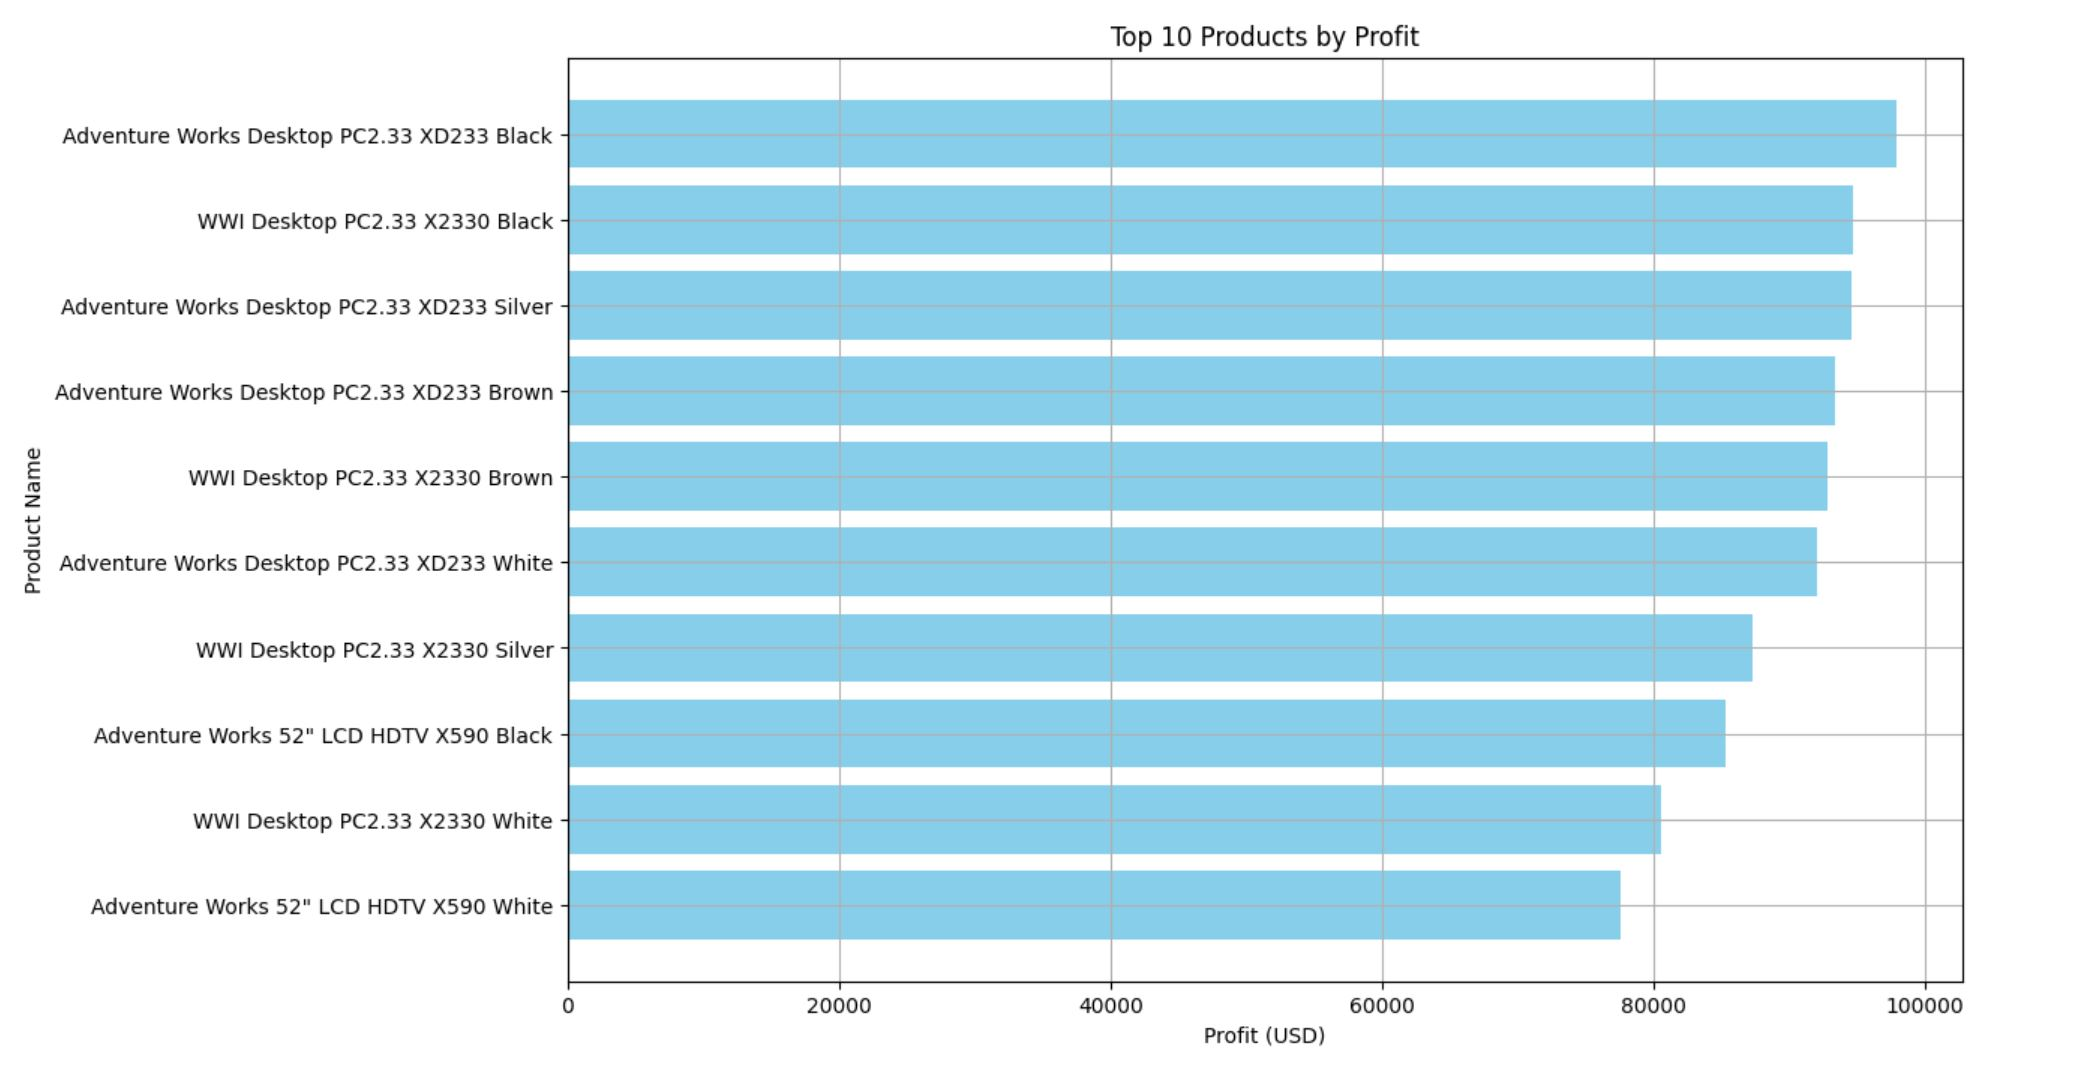 Top 10 Products by Profit
Product Name
Adventure Works Desktop PC2.33 XD233 Black
WWI Desktop PC2.33 X2330 Black
Adventure Works Desktop PC2.33 XD233 Silver
Adventure Works Desktop PC2.33 XD233 Brown
WWI Desktop PC2.33 X2330 Brown
Adventure Works Desktop PC2.33 XD233 White
WWI Desktop PC2.33 X2330 Silver
Adventure Works 52" LCD HDTV X590 Black
WWI Desktop PC2.33 X2330 White
Adventure Works 52" LCD HDTV X590 White
0 20000 40000 60000 80000 100000
Profit (USD)